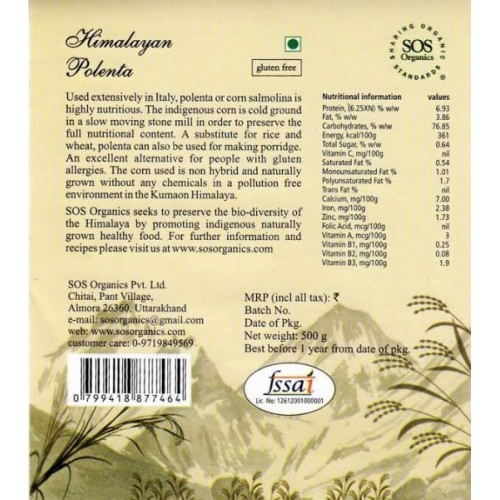 Himalayan
Polenta
gluten free
SHARING ORGANIC STANDARDS
SOS
Organics
®
Used extensively in Italy, polenta or corn salmolina is
highly nutritious. The indigenous corn is cold ground
in a slow moving stone mill in order to preserve the
full nutritional content. A substitute for rice and
wheat, polenta can also be used for making porridge.
An excellent alternative for people with gluten
allergies. The corn used is non hybrid and naturally
grown without any chemicals in a pollution free
environment in the Kumaon Himalaya.
SOS Organics seeks to preserve the bio-diversity of
the Himalaya by promoting indigenous naturally
grown healthy food. For further information and
recipes please visit us at www.sosorganics.com
Nutritional information values
Protein, (6.25XN) % w/w 6.93
Fat, % w/w 3.86
Carbohydrates, % w/w 76.85
Energy, kcal/100g 361
Total Sugar, % w/w 0.64
Vitamin C, mg/100g nil
Saturated Fat % 0.54
Monounsaturated Fat % 1.01
Polyunsaturated Fat % 1.7
Trans Fat % nil
Calcium, mg/100g 7.00
Iron, mg/100g 2.38
Zinc, mg/100g 1.73
Folic Acid, mcg/100g nil
Vitamin A, mcg/100g 3
Vitamin B1, mg/100g 0.25
Vitamin B2, mg/100g 0.08
Vitamin B3, mg/100g 1.9
SOS Organics Pvt. Ltd.
Chitai, Pant Village,
Almora 26360, Uttarakhand
e-mail: sosorganics@gmail.com
web: www.sosorganics.com
customer care: 0-9719849569
MRP (incl all tax): ₹
Batch No.
Date of Pkg.
Net weight: 500 g
Best before 1 year from date of pkg.
0 799418 877464
fssai
Lic. No: 12612001000001